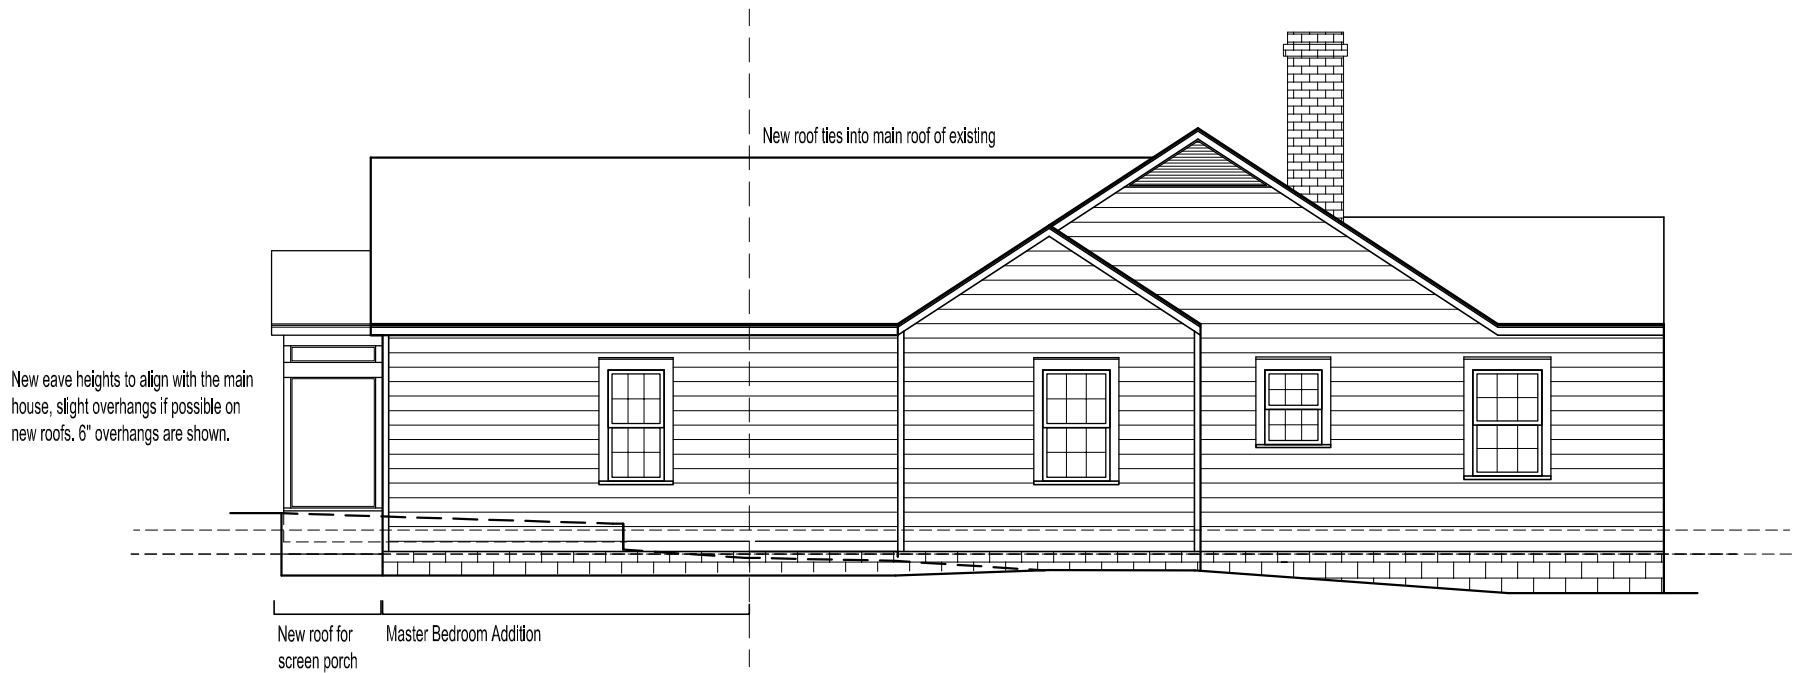 New roof ties into main roof of existing
New eave heights to align with the main
house, slight overhangs if possible on
new roofs. 6" overhangs are shown.
New roof for
screen porch
Master Bedroom Addition